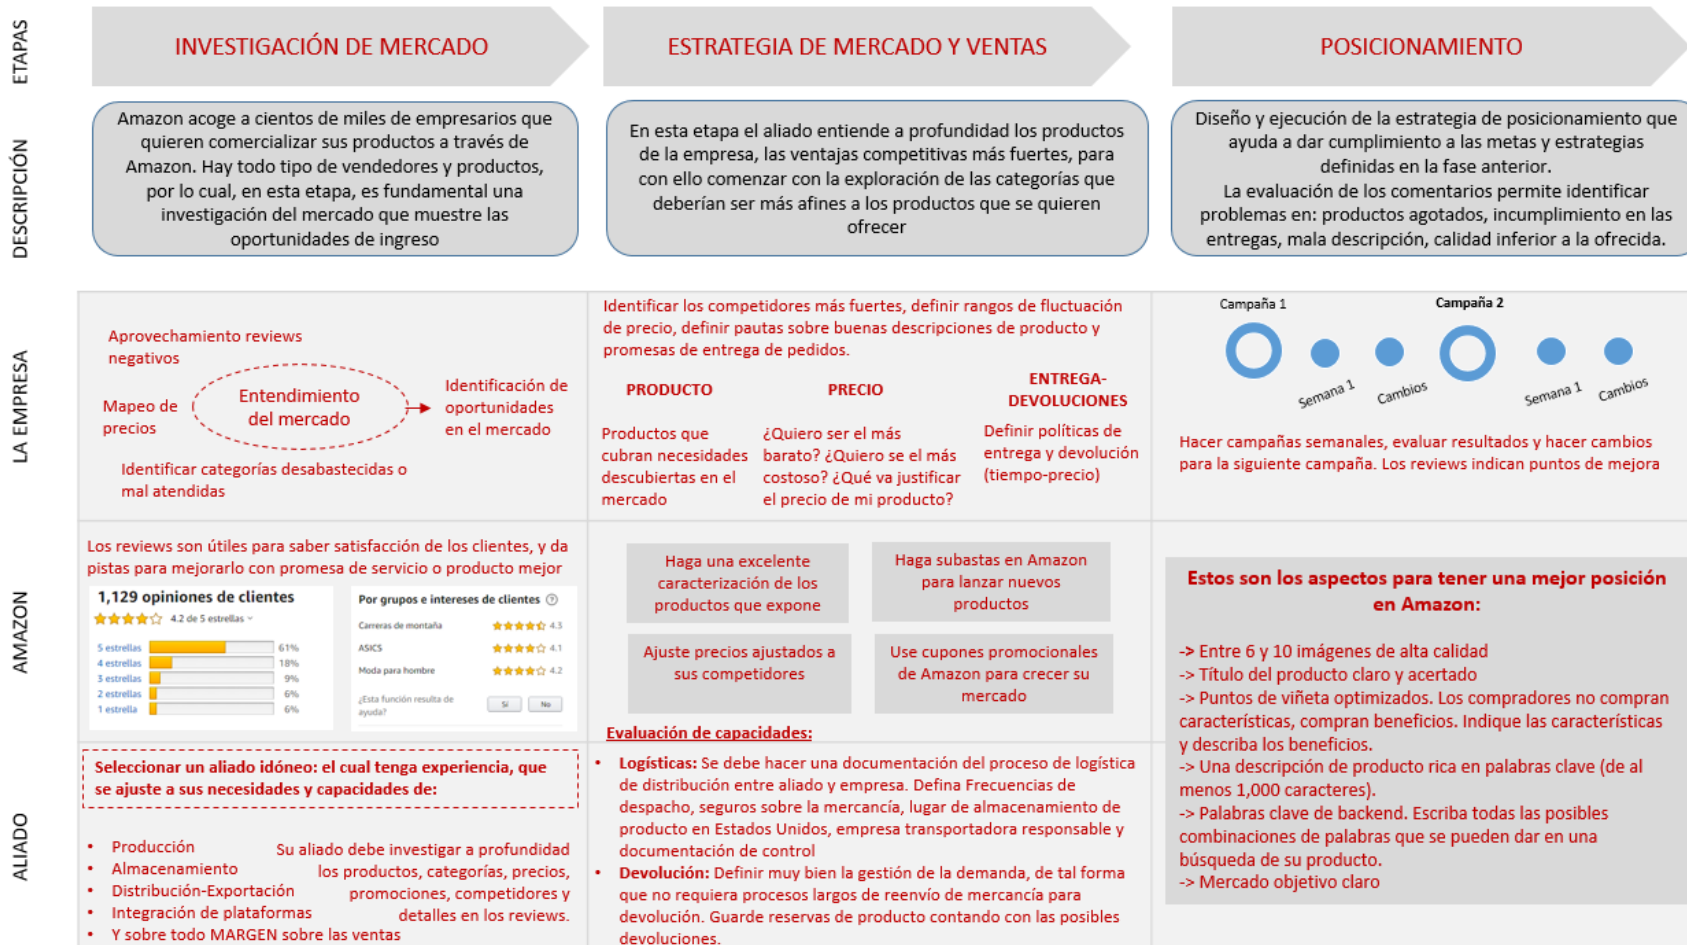 ETAPAS
INVESTIGACIÓN DE MERCADO
ESTRATEGIA DE MERCADO Y VENTAS
POSICIONAMIENTO
DESCRIPCIÓN
Amazon acoge a cientos de miles de empresarios que
quieren comercializar sus productos a través de
Amazon. Hay todo tipo de vendedores y productos,
por lo cual, en esta etapa, es fundamental una
investigación del mercado que muestre las
oportunidades de ingreso
En esta etapa el aliado entiende a profundidad los productos
de la empresa, las ventajas competitivas más fuertes, para
con ello comenzar con la exploración de las categorías que
deberían ser más afines a los productos que se quieren
ofrecer
Diseño y ejecución de la estrategia de posicionamiento que
ayuda a dar cumplimiento a las metas y estrategias
definidas en la fase anterior.
La evaluación de los comentarios permite identificar
problemas en: productos agotados, incumplimiento en las
entregas, mala descripción, calidad inferior a la ofrecida.
LA EMPRESA
Aprovechamiento reviews
negativos
Mapeo de
precios
Entendimiento
del mercado
Identificación de
oportunidades
en el mercado
Identificar categorías desabastecidas o
mal atendidas
Identificar los competidores más fuertes, definir rangos de fluctuación
de precio, definir pautas sobre buenas descripciones de producto y
promesas de entrega de pedidos.
PRODUCTO
Productos que
cubran necesidades
descubiertas en el
mercado
PRECIO
¿Quiero ser el más
barato? ¿Quiero se el más
costoso? ¿Qué va justificar
el precio de mi producto?
ENTREGA-
DEVOLUCIONES
Definir políticas de
entrega y devolución
(tiempo-precio)
Campaña 1
Campaña 2
Semana 1
Cambios
Semana 1
Cambios
Hacer campañas semanales, evaluar resultados y hacer cambios
para la siguiente campaña. Los reviews indican puntos de mejora
AMAZON
Los reviews son útiles para saber satisfacción de los clientes, y da
pistas para mejorarlo con promesa de servicio o producto mejor
1,129 opiniones de clientes
4.2 de 5 estrellas
5 estrellas 61%
4 estrellas 18%
3 estrellas 9%
2 estrellas 6%
1 estrella 6%
Por grupos e intereses de clientes ?
Carreras de montaña 4.3
ASICS 4.1
Moda para hombre 4.2
¿Esta función resulta de
ayuda?
Sí No
Haga una excelente
caracterización de los
productos que expone
Haga subastas en Amazon
para lanzar nuevos
productos
Ajuste precios ajustados a
sus competidores
Use cupones promocionales
de Amazon para crecer su
mercado
Estos son los aspectos para tener una mejor posición
en Amazon:
-> Entre 6 y 10 imágenes de alta calidad
-> Título del producto claro y acertado
-> Puntos de viñeta optimizados. Los compradores no compran
características, compran beneficios. Indique las características
y describa los beneficios.
-> Una descripción de producto rica en palabras clave (de al
menos 1,000 caracteres).
-> Palabras clave de backend. Escriba todas las posibles
combinaciones de palabras que se pueden dar en una
búsqueda de su producto.
-> Mercado objetivo claro
ALIADO
Seleccionar un aliado idóneo: el cual tenga experiencia, que
se ajuste a sus necesidades y capacidades de:
• Producción
• Almacenamiento
• Distribución-Exportación
• Integración de plataformas
• Y sobre todo MARGEN sobre las ventas
Su aliado debe investigar a profundidad
los productos, categorías, precios,
promociones, competidores y
detalles en los reviews.
Evaluación de capacidades:
• Logísticas: Se debe hacer una documentación del proceso de logística
de distribución entre aliado y empresa. Defina Frecuencias de
despacho, seguros sobre la mercancía, lugar de almacenamiento de
producto en Estados Unidos, empresa transportadora responsable y
documentación de control
• Devolución: Definir muy bien la gestión de la demanda, de tal forma
que no requiera procesos largos de reenvío de mercancía para
devolución. Guarde reservas de producto contando con las posibles
devoluciones.